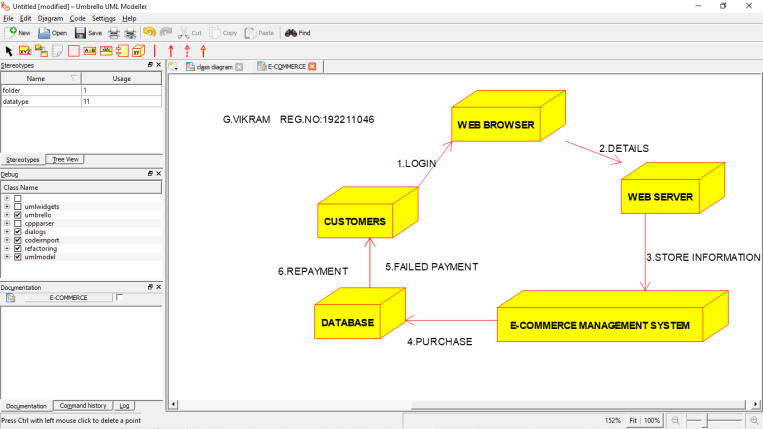 Untitled [modified] – Umbrello UML Modeller
File Edit Diagram Code Settings Help
New Open Save Cut Copy Paste Find
Stereotypes
Name Usage
folder 1
datatype 11
Stereotypes Tree View
Debug
Class Name
umlwidgets
umbrello
cppparser
dialogs
codeimport
refactoring
umlmodel
Documentation
E-COMMERCE
Documentation Command history Log
Press Ctrl with left mouse click to delete a point
class diagram E-COMMERCE
G.VIKRAM REG.NO:192211046
WEB BROWSER
1.LOGIN
2.DETAILS
CUSTOMERS
WEB SERVER
3.STORE INFORMATION
6.REPAYMENT
5.FAILED PAYMENT
DATABASE
E-COMMERCE MANAGEMENT SYSTEM
4.PURCHASE
152% Fit 100%